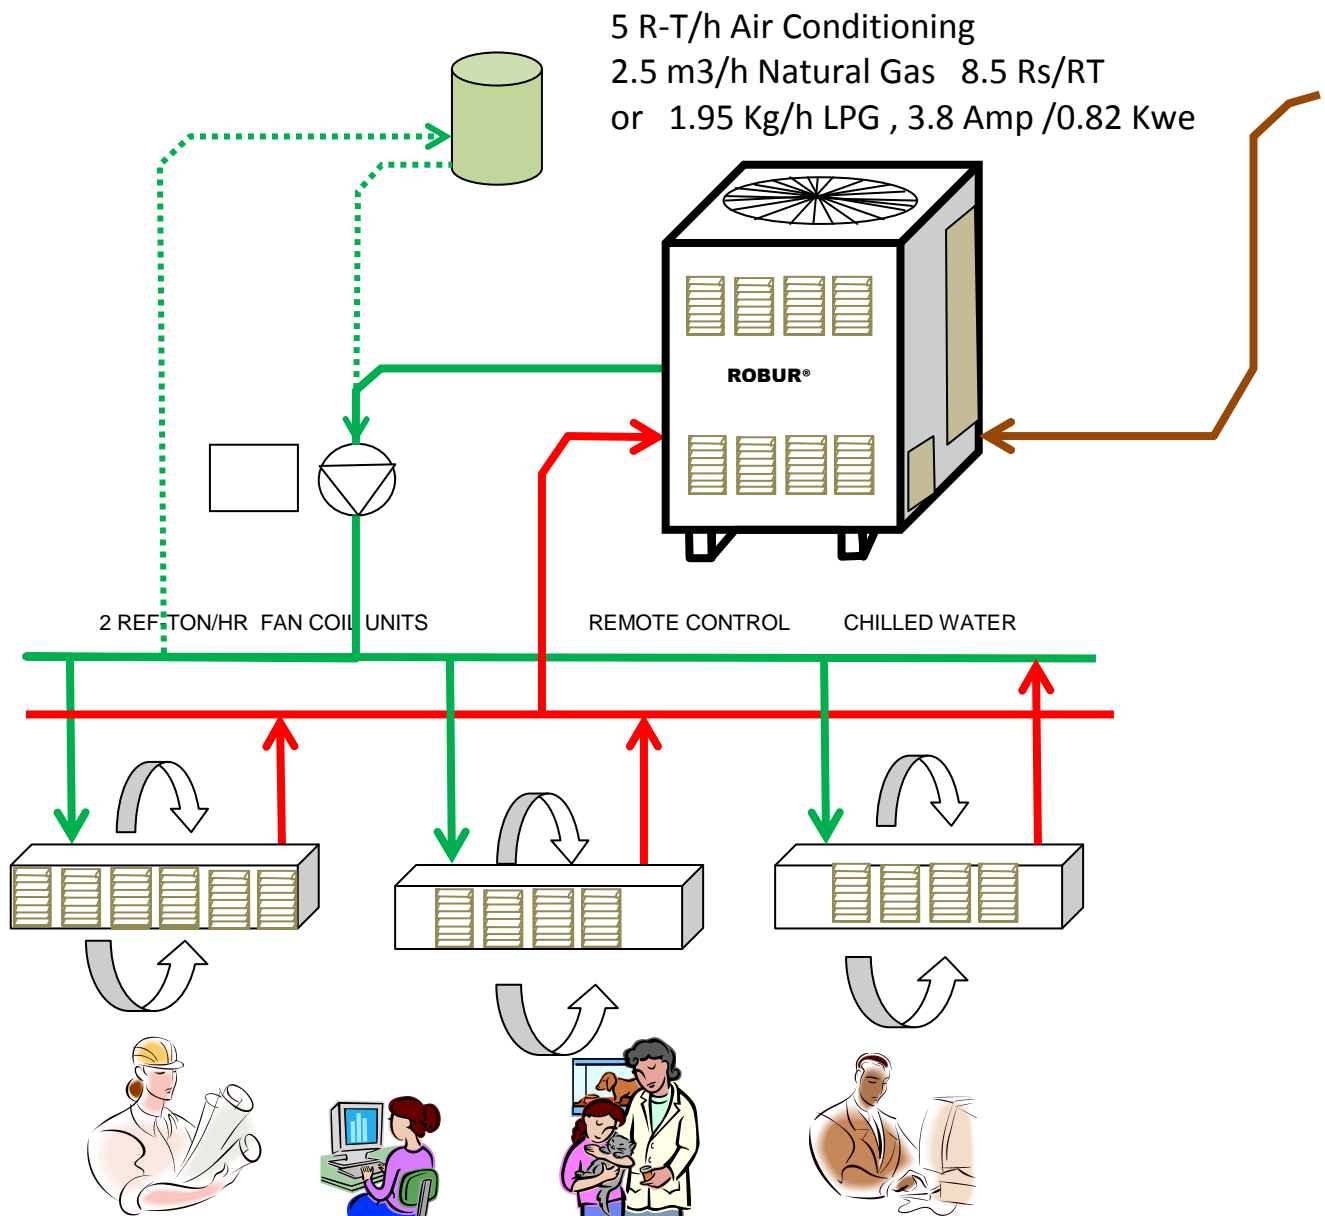 5 R-T/h Air Conditioning
2.5 m3/h Natural Gas 8.5 Rs/RT
or 1.95 Kg/h LPG , 3.8 Amp /0.82 Kwe
ROBUR®
2 REF-TON/HR FAN COIL UNITS REMOTE CONTROL CHILLED WATER